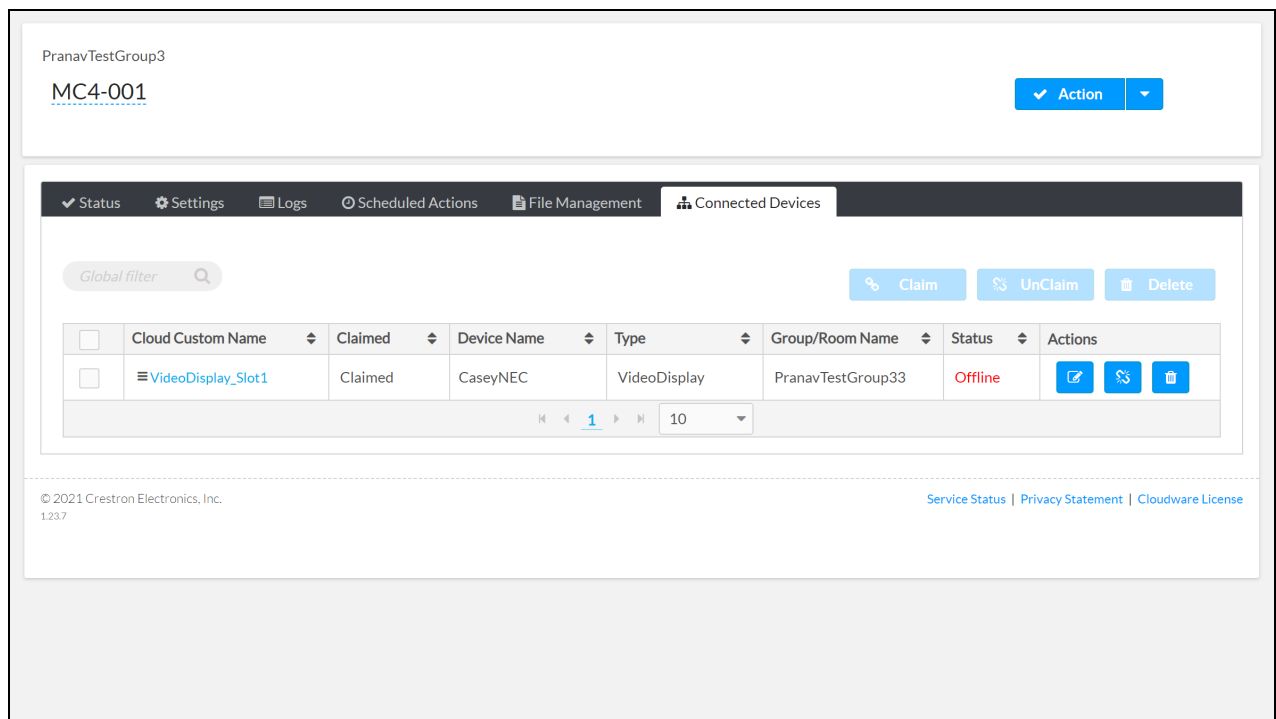 PranavTestGroup3
MC4-001
Action
Status Settings Logs Scheduled Actions File Management Connected Devices
Global filter
Claim UnClaim Delete
Cloud Custom Name Claimed Device Name Type Group/Room Name Status Actions
VideoDisplay_Slot1 Claimed CaseyNEC VideoDisplay PranavTestGroup33 Offline
1 10
© 2021 Crestron Electronics, Inc. Service Status | Privacy Statement | Cloudware License
1.23.7